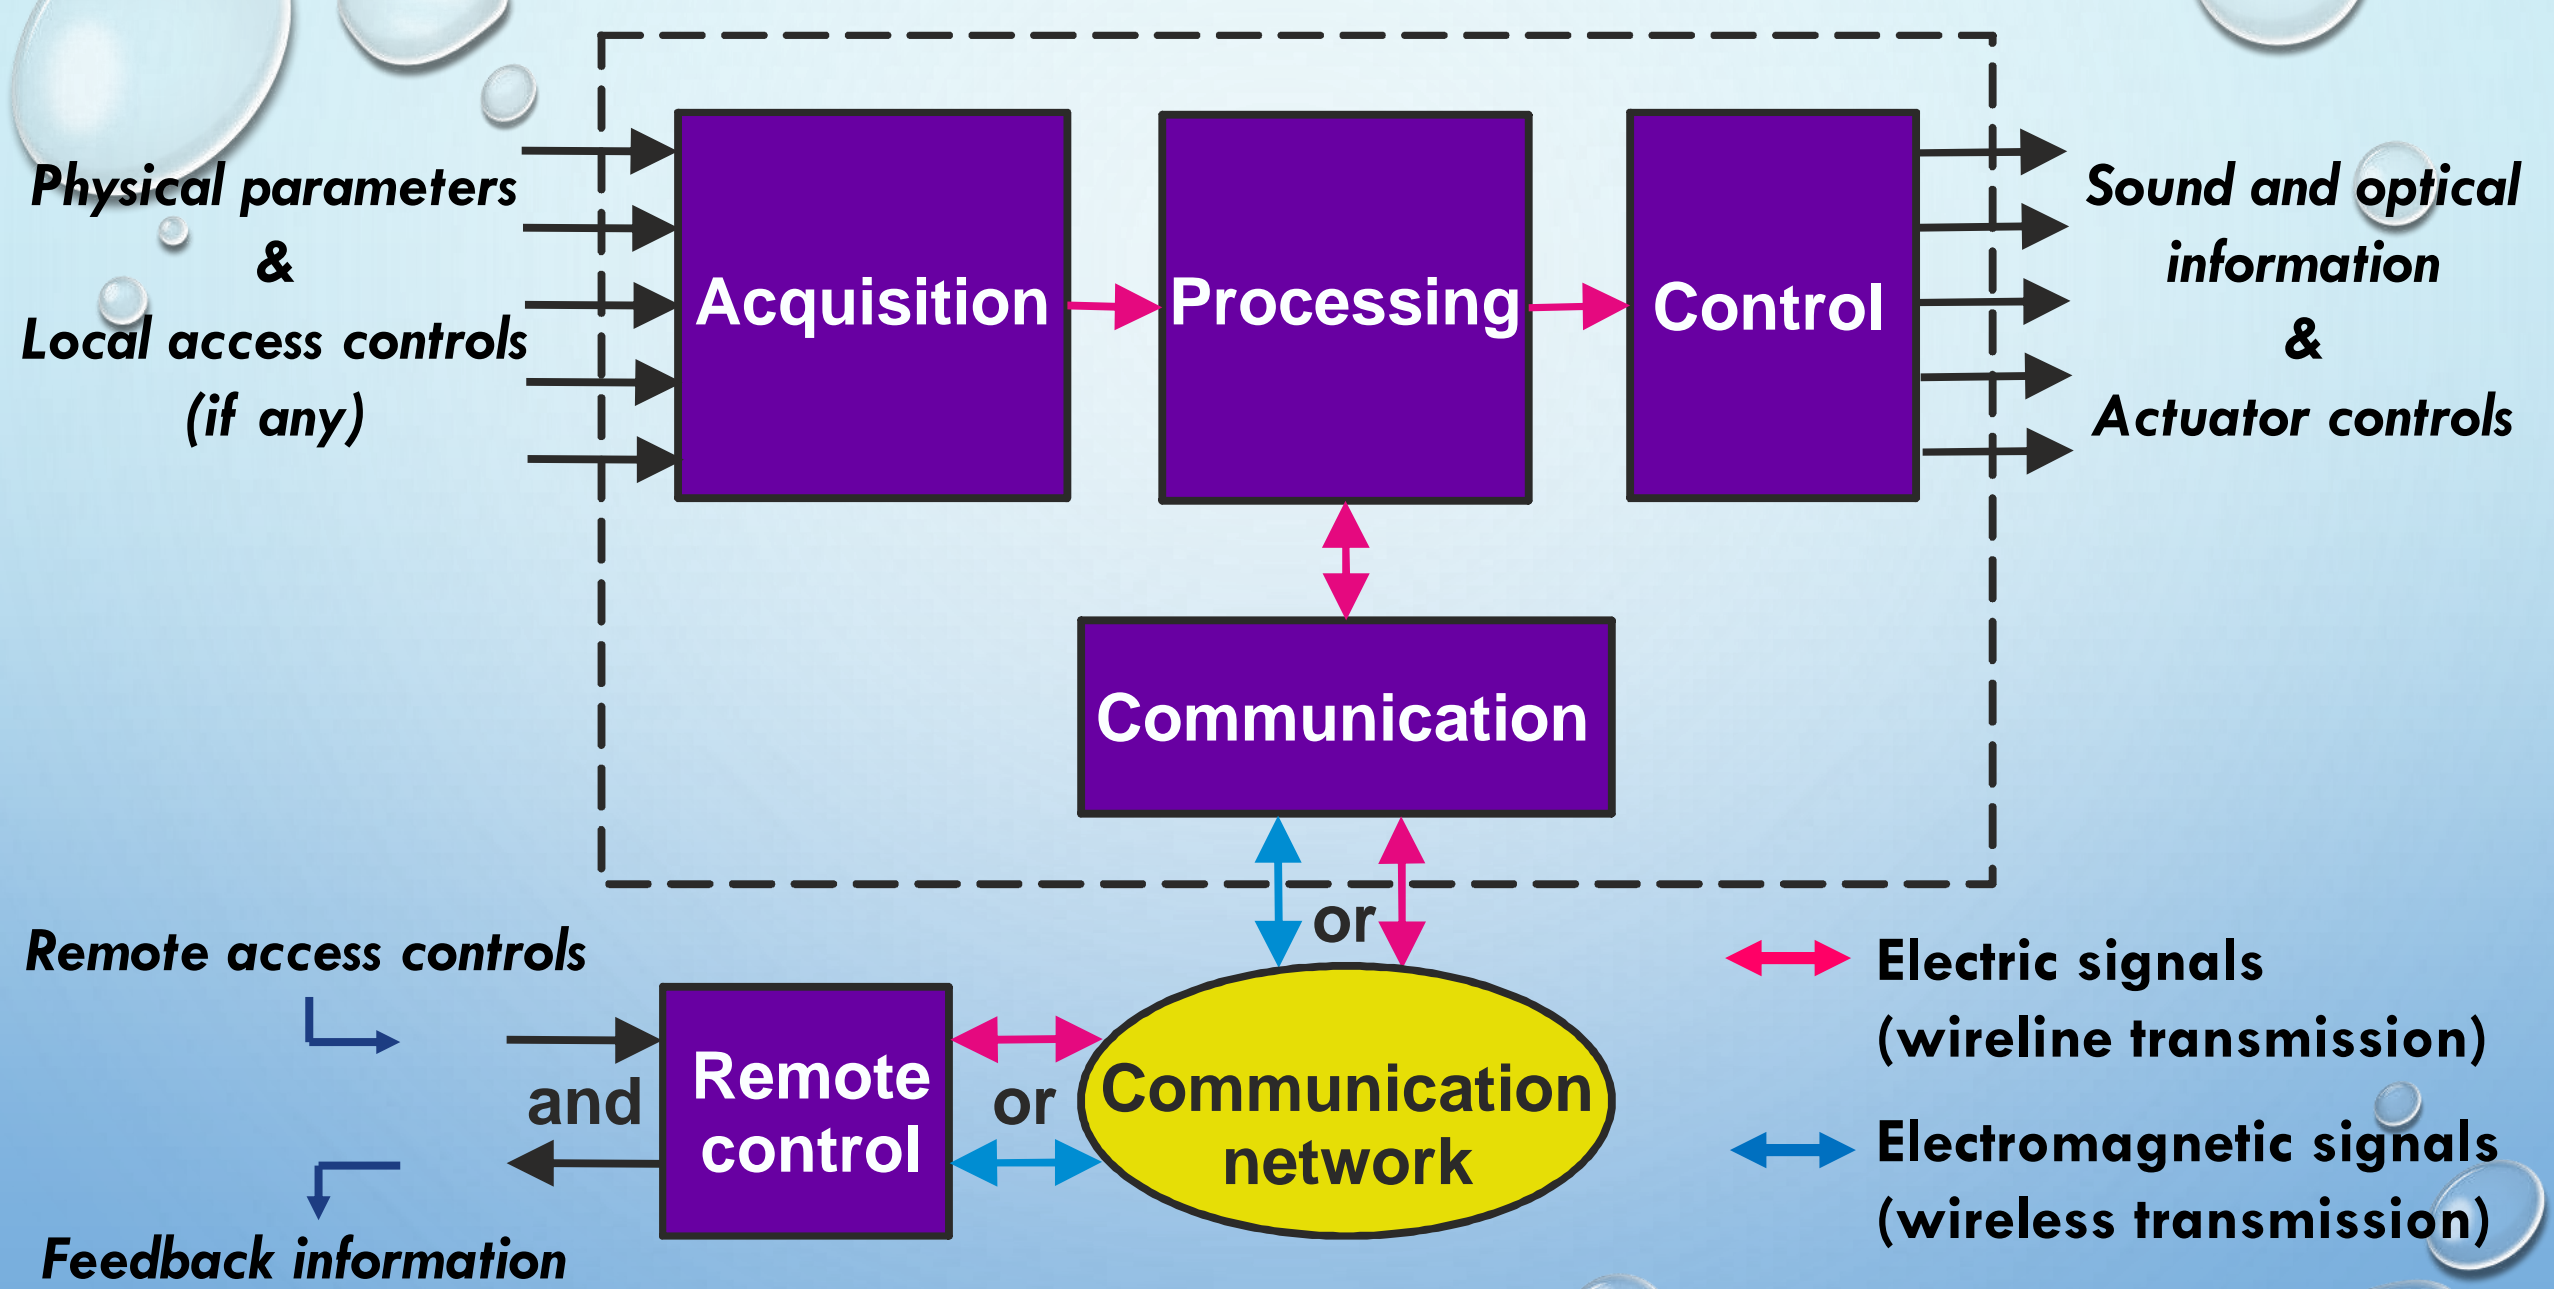 Physical parameters
&
Local access controls
(if any)
Acquisition
Processing
Control
Sound and optical
information
&
Actuator controls
Communication
or
Remote access controls
and
Feedback information
Remote
control
or
Communication
network
Electric signals
(wireline transmission)
Electromagnetic signals
(wireless transmission)